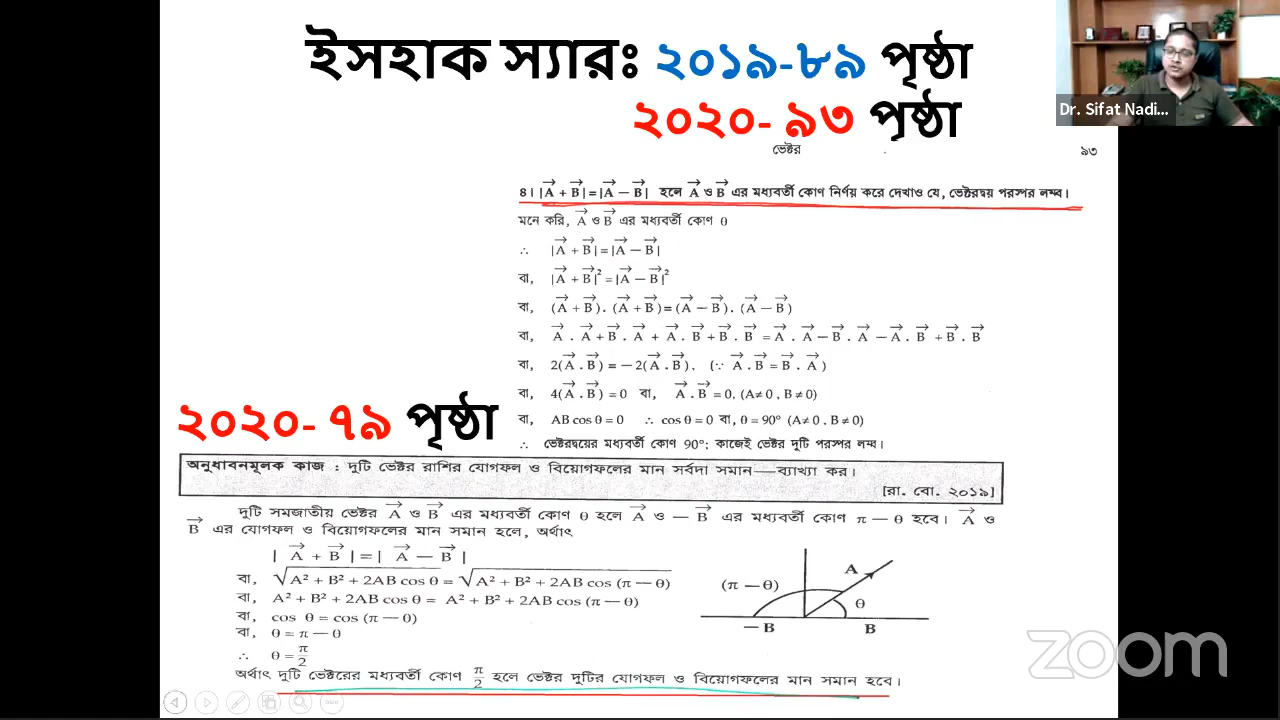 ইসহাক স্যারঃ ২০১৯-৮৯ পৃষ্ঠা
২০২০- ৯৩ পৃষ্ঠা
Dr. Sifat Nadi...
ভেক্টর ৯৩
8। |A + B| = |A − B| হলে A ও B এর মধ্যবর্তী কোণ নির্ণয় করে দেখাও যে, ভেক্টরদ্বয় পরস্পর লম্ব।
মনে করি, A ও B এর মধ্যবর্তী কোণ θ
∴ |A + B| = |A − B|
বা, |A + B|² = |A − B|²
বা, (A + B). (A + B) = (A − B). (A − B)
বা, A . A + B . A + A . B + B . B = A . A − B . A − A . B + B . B
বা, 2(A . B) = −2(A . B). (∵ A . B = B . A)
বা, 4(A . B) = 0 বা, A . B = 0. (A ≠ 0 , B ≠ 0)
বা, AB cos θ = 0 ∴ cos θ = 0 বা, θ = 90° (A ≠ 0 , B ≠ 0)
∴ ভেক্টরদ্বয়ের মধ্যবর্তী কোণ 90°; কাজেই ভেক্টর দুটি পরস্পর লম্ব।
২০২০- ৭৯ পৃষ্ঠা
অনুধাবনমূলক কাজ : দুটি ভেক্টর রাশির যোগফল ও বিয়োগফলের মান সর্বদা সমান—ব্যাখ্যা কর।
[রা. বো. ২০১৯]
দুটি সমজাতীয় ভেক্টর A ও B এর মধ্যবর্তী কোণ θ হলে A ও − B এর মধ্যবর্তী কোণ π − θ হবে। A ও
B এর যোগফল ও বিয়োগফলের মান সমান হলে, অর্থাৎ
| A + B | = | A − B |
বা, √A² + B² + 2AB cos θ = √A² + B² + 2AB cos (π − θ)
বা, A² + B² + 2AB cos θ = A² + B² + 2AB cos (π − θ)
বা, cos θ = cos (π − θ)
বা, θ = π − θ
∴ θ = π/2
অর্থাৎ দুটি ভেক্টরের মধ্যবর্তী কোণ π/2 হলে ভেক্টর দুটির যোগফল ও বিয়োগফলের মান সমান হবে।
A
(π − θ)
θ
− B
B
zoom